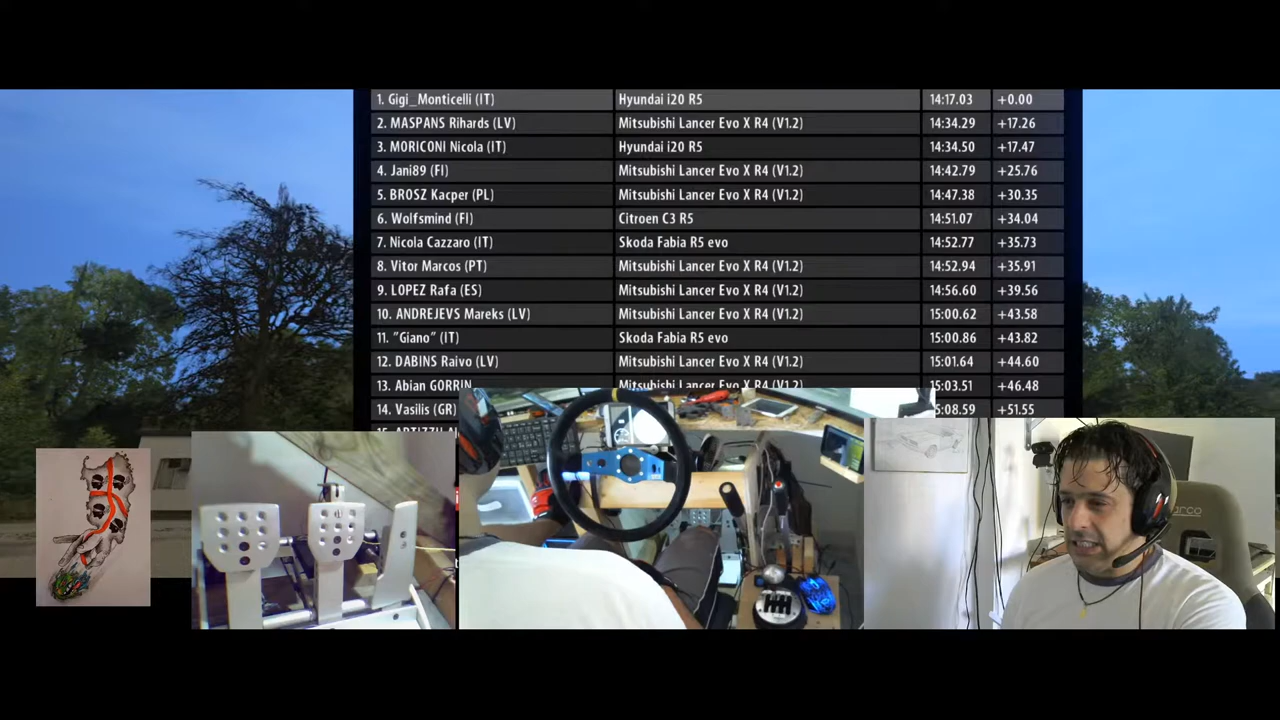 1. Gigi_Monticelli (IT) Hyundai i20 R5 14:17.03 +0.00
2. MASPANS Rihards (LV) Mitsubishi Lancer Evo X R4 (V1.2) 14:34.29 +17.26
3. MORICONI Nicola (IT) Hyundai i20 R5 14:34.50 +17.47
4. Jani89 (FI) Mitsubishi Lancer Evo X R4 (V1.2) 14:42.79 +25.76
5. BROSZ Kacper (PL) Mitsubishi Lancer Evo X R4 (V1.2) 14:47.38 +30.35
6. Wolfsmind (FI) Citroen C3 R5 14:51.07 +34.04
7. Nicola Cazzaro (IT) Skoda Fabia R5 evo 14:52.77 +35.73
8. Vitor Marcos (PT) Mitsubishi Lancer Evo X R4 (V1.2) 14:52.94 +35.91
9. LOPEZ Rafa (ES) Mitsubishi Lancer Evo X R4 (V1.2) 14:56.60 +39.56
10. ANDREJEVS Mareks (LV) Mitsubishi Lancer Evo X R4 (V1.2) 15:00.62 +43.58
11. "Giano" (IT) Skoda Fabia R5 evo 15:00.86 +43.82
12. DABINS Raivo (LV) Mitsubishi Lancer Evo X R4 (V1.2) 15:01.64 +44.60
13. Abian GORRIN Mitsubishi Lancer Evo X R4 (V1.2) 15:03.51 +46.48
14. Vasilis (GR) 5:08.59 +51.55